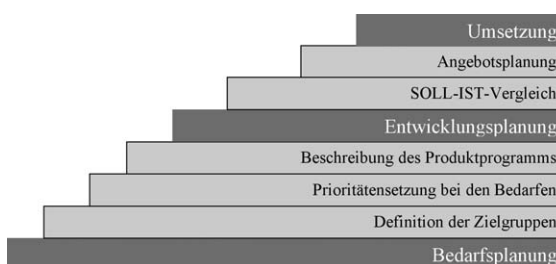 Umsetzung
Angebotsplanung
SOLL-IST-Vergleich
Entwicklungsplanung
Beschreibung des Produktprogramms
Prioritätensetzung bei den Bedarfen
Definition der Zielgruppen
Bedarfsplanung